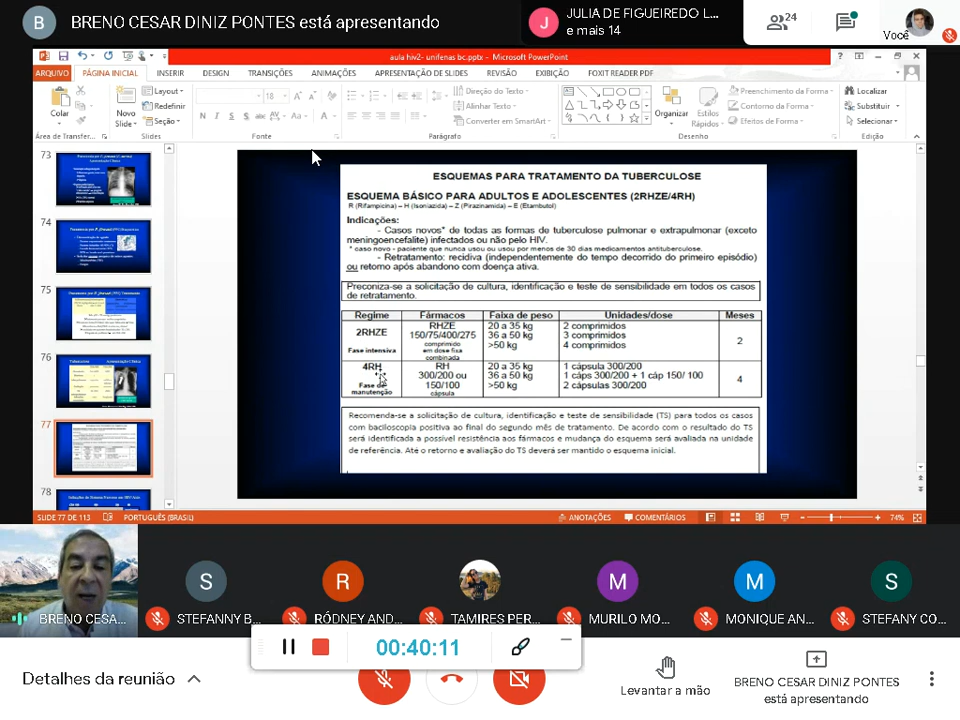 B
BRENO CESAR DINIZ PONTES está apresentando
J
JULIA DE FIGUEIREDO L...
e mais 14
24
Você
aula hiv2- unifenas bc.pptx - Microsoft PowerPoint
ARQUIVO PÁGINA INICIAL INSERIR DESIGN TRANSIÇÕES ANIMAÇÕES APRESENTAÇÃO DE SLIDES REVISÃO EXIBIÇÃO FOXIT READER PDF
Colar
Novo
Slide
Layout
Redefinir
Seção
18
N I S
Direção do Texto
Alinhar Texto
Converter em SmartArt
Organizar
Estilos
Rápidos
Preenchimento da Forma
Contorno da Forma
Efeitos de Forma
Localizar
Substituir
Selecionar
Área de Transfer... Slides Fonte Parágrafo Desenho Edição
73
74
75
76
77
78
ESQUEMAS PARA TRATAMENTO DA TUBERCULOSE
ESQUEMA BÁSICO PARA ADULTOS E ADOLESCENTES (2RHZE/4RH)
R (Rifampicina) – H (Isoniazida) – Z (Pirazinamida) – E (Etambutol)
Indicações:
- Casos novos* de todas as formas de tuberculose pulmonar e extrapulmonar (exceto
meningoencefalite) infectados ou não pelo HIV.
* caso novo - paciente que nunca usou ou usou por menos de 30 dias medicamentos antituberculose.
- Retratamento: recidiva (independentemente do tempo decorrido do primeiro episódio)
ou retorno após abandono com doença ativa.
Preconiza-se a solicitação de cultura, identificação e teste de sensibilidade em todos os casos
de retratamento.
Regime Fármacos Faixa de peso Unidades/dose Meses
2RHZE
Fase intensiva
RHZE
150/75/400/275
comprimido
em dose fixa
combinada
20 a 35 kg
36 a 50 kg
>50 kg
2 comprimidos
3 comprimidos
4 comprimidos
2
4RH
Fase de
manutenção
RH
300/200 ou
150/100
cápsula
20 a 35 kg
36 a 50 kg
>50 kg
1 cápsula 300/200
1 cáps 300/200 + 1 cáp 150/ 100
2 cápsulas 300/200
4
Recomenda-se a solicitação de cultura, identificação e teste de sensibilidade (TS) para todos os casos
com baciloscopia positiva ao final do segundo mês de tratamento. De acordo com o resultado do TS
será identificada a possível resistência aos fármacos e mudança do esquema será avaliada na unidade
de referência. Até o retorno e avaliação do TS deverá ser mantido o esquema inicial.
SLIDE 77 DE 113 PORTUGUÊS (BRASIL) ANOTAÇÕES COMENTÁRIOS 74%
S
R
M
M
S
BRENO CESA... STEFANNY B... RÓDNEY AND... TAMIRES PER... MURILO MO... MONIQUE AN... STEFANY CO...
00:40:11
Detalhes da reunião
Levantar a mão
BRENO CESAR DINIZ PONTES
está apresentando